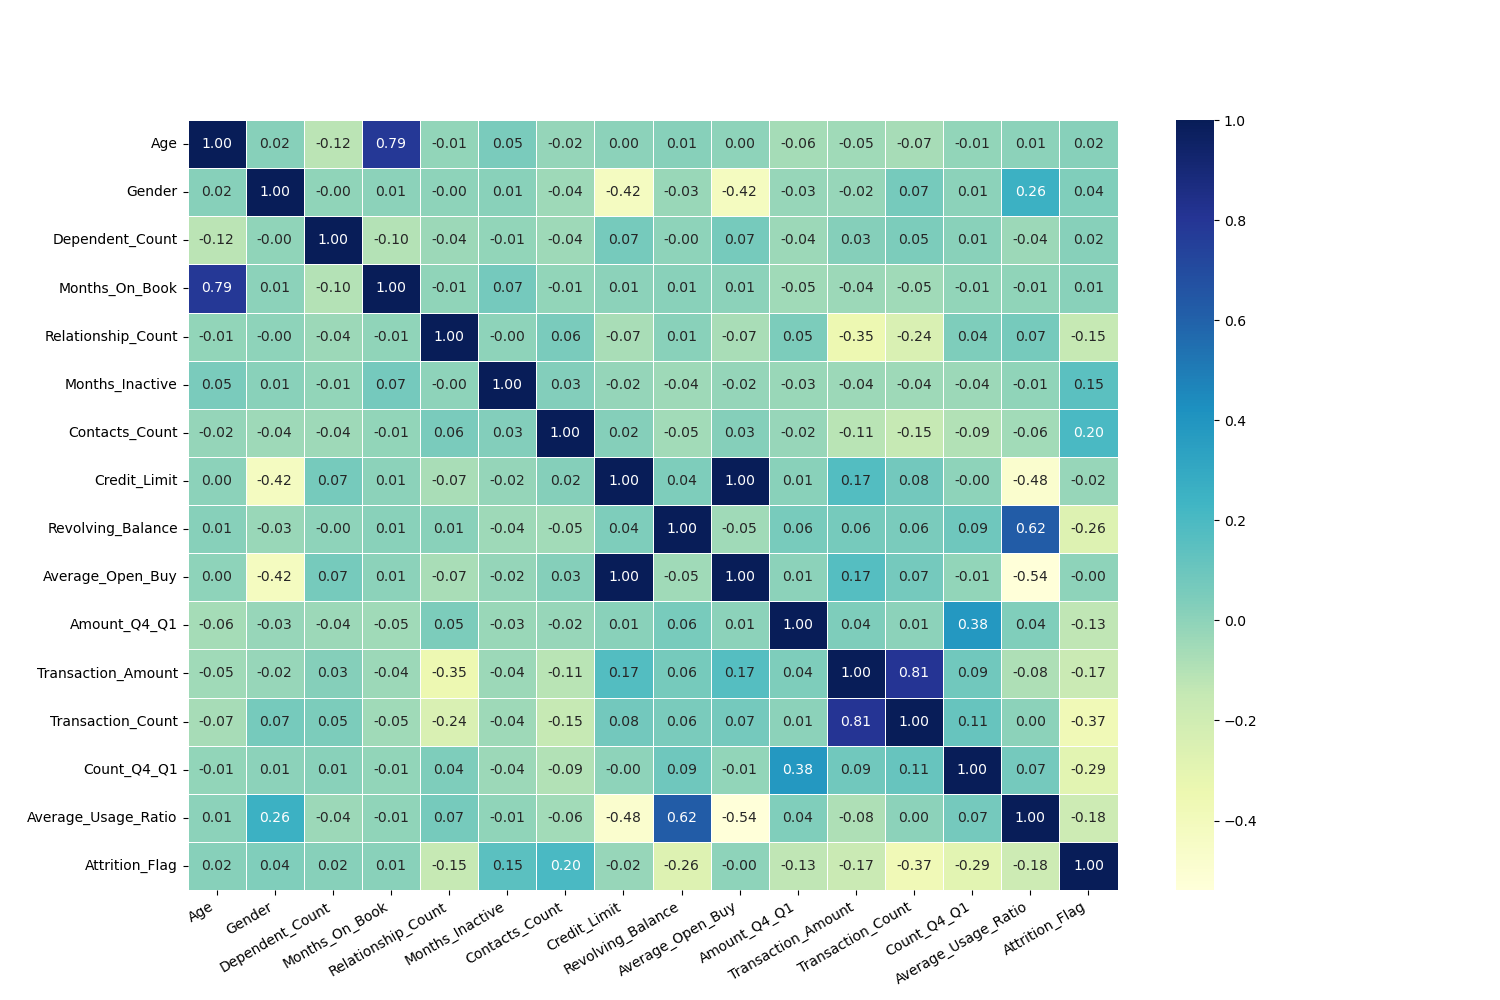 Age 1.00 0.02 -0.12 0.79 -0.01 0.05 -0.02 0.00 0.01 0.00 -0.06 -0.05 -0.07 -0.01 0.01 0.02
Gender 0.02 1.00 -0.00 0.01 -0.00 0.01 -0.04 -0.42 -0.03 -0.42 -0.03 -0.02 0.07 0.01 0.26 0.04
Dependent_Count -0.12 -0.00 1.00 -0.10 -0.04 -0.01 -0.04 0.07 -0.00 0.07 -0.04 0.03 0.05 0.01 -0.04 0.02
Months_On_Book 0.79 0.01 -0.10 1.00 -0.01 0.07 -0.01 0.01 0.01 0.01 -0.05 -0.04 -0.05 -0.01 -0.01 0.01
Relationship_Count -0.01 -0.00 -0.04 -0.01 1.00 -0.00 0.06 -0.07 0.01 -0.07 0.05 -0.35 -0.24 0.04 0.07 -0.15
Months_Inactive 0.05 0.01 -0.01 0.07 -0.00 1.00 0.03 -0.02 -0.04 -0.02 -0.03 -0.04 -0.04 -0.04 -0.01 0.15
Contacts_Count -0.02 -0.04 -0.04 -0.01 0.06 0.03 1.00 0.02 -0.05 0.03 -0.02 -0.11 -0.15 -0.09 -0.06 0.20
Credit_Limit 0.00 -0.42 0.07 0.01 -0.07 -0.02 0.02 1.00 0.04 1.00 0.01 0.17 0.08 -0.00 -0.48 -0.02
Revolving_Balance 0.01 -0.03 -0.00 0.01 0.01 -0.04 -0.05 0.04 1.00 -0.05 0.06 0.06 0.06 0.09 0.62 -0.26
Average_Open_Buy 0.00 -0.42 0.07 0.01 -0.07 -0.02 0.03 1.00 -0.05 1.00 0.01 0.17 0.07 -0.01 -0.54 -0.00
Amount_Q4_Q1 -0.06 -0.03 -0.04 -0.05 0.05 -0.03 -0.02 0.01 0.06 0.01 1.00 0.04 0.01 0.38 0.04 -0.13
Transaction_Amount -0.05 -0.02 0.03 -0.04 -0.35 -0.04 -0.11 0.17 0.06 0.17 0.04 1.00 0.81 0.09 -0.08 -0.17
Transaction_Count -0.07 0.07 0.05 -0.05 -0.24 -0.04 -0.15 0.08 0.06 0.07 0.01 0.81 1.00 0.11 0.00 -0.37
Count_Q4_Q1 -0.01 0.01 0.01 -0.01 0.04 -0.04 -0.09 -0.00 0.09 -0.01 0.38 0.09 0.11 1.00 0.07 -0.29
Average_Usage_Ratio 0.01 0.26 -0.04 -0.01 0.07 -0.01 -0.06 -0.48 0.62 -0.54 0.04 -0.08 0.00 0.07 1.00 -0.18
Attrition_Flag 0.02 0.04 0.02 0.01 -0.15 0.15 0.20 -0.02 -0.26 -0.00 -0.13 -0.17 -0.37 -0.29 -0.18 1.00
Age
Gender
Dependent_Count
Months_On_Book
Relationship_Count
Months_Inactive
Contacts_Count
Credit_Limit
Revolving_Balance
Average_Open_Buy
Amount_Q4_Q1
Transaction_Amount
Transaction_Count
Count_Q4_Q1
Average_Usage_Ratio
Attrition_Flag
1.0
0.8
0.6
0.4
0.2
0.0
−0.2
−0.4